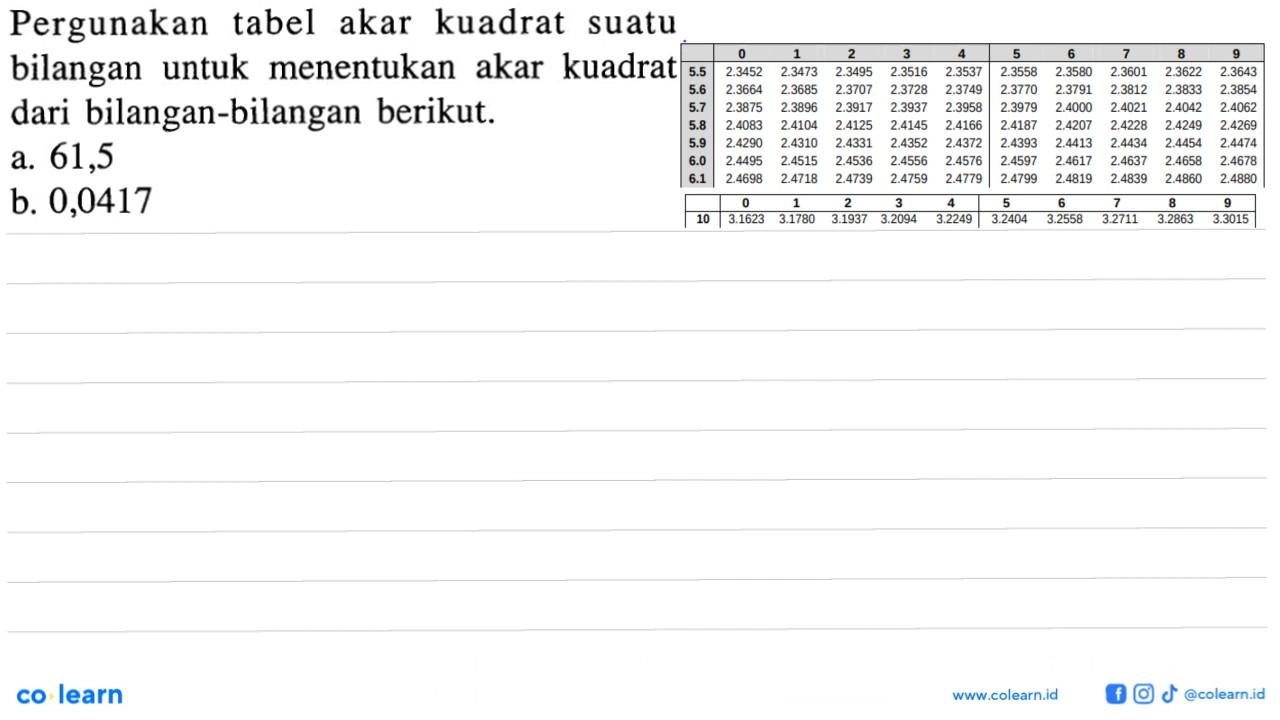 Pergunakan tabel akar kuadrat suatu
bilangan untuk menentukan akar kuadrat
dari bilangan-bilangan berikut.
a. 61,5
b. 0,0417
0 1 2 3 4 5 6 7 8 9
5.5 2.3452 2.3473 2.3495 2.3516 2.3537 2.3558 2.3580 2.3601 2.3622 2.3643
5.6 2.3664 2.3685 2.3707 2.3728 2.3749 2.3770 2.3791 2.3812 2.3833 2.3854
5.7 2.3875 2.3896 2.3917 2.3937 2.3958 2.3979 2.4000 2.4021 2.4042 2.4062
5.8 2.4083 2.4104 2.4125 2.4145 2.4166 2.4187 2.4207 2.4228 2.4249 2.4269
5.9 2.4290 2.4310 2.4331 2.4352 2.4372 2.4393 2.4413 2.4434 2.4454 2.4474
6.0 2.4495 2.4515 2.4536 2.4556 2.4576 2.4597 2.4617 2.4637 2.4658 2.4678
6.1 2.4698 2.4718 2.4739 2.4759 2.4779 2.4799 2.4819 2.4839 2.4860 2.4880
0 1 2 3 4 5 6 7 8 9
10 3.1623 3.1780 3.1937 3.2094 3.2249 3.2404 3.2558 3.2711 3.2863 3.3015
co learn
www.colearn.id
@colearn.id